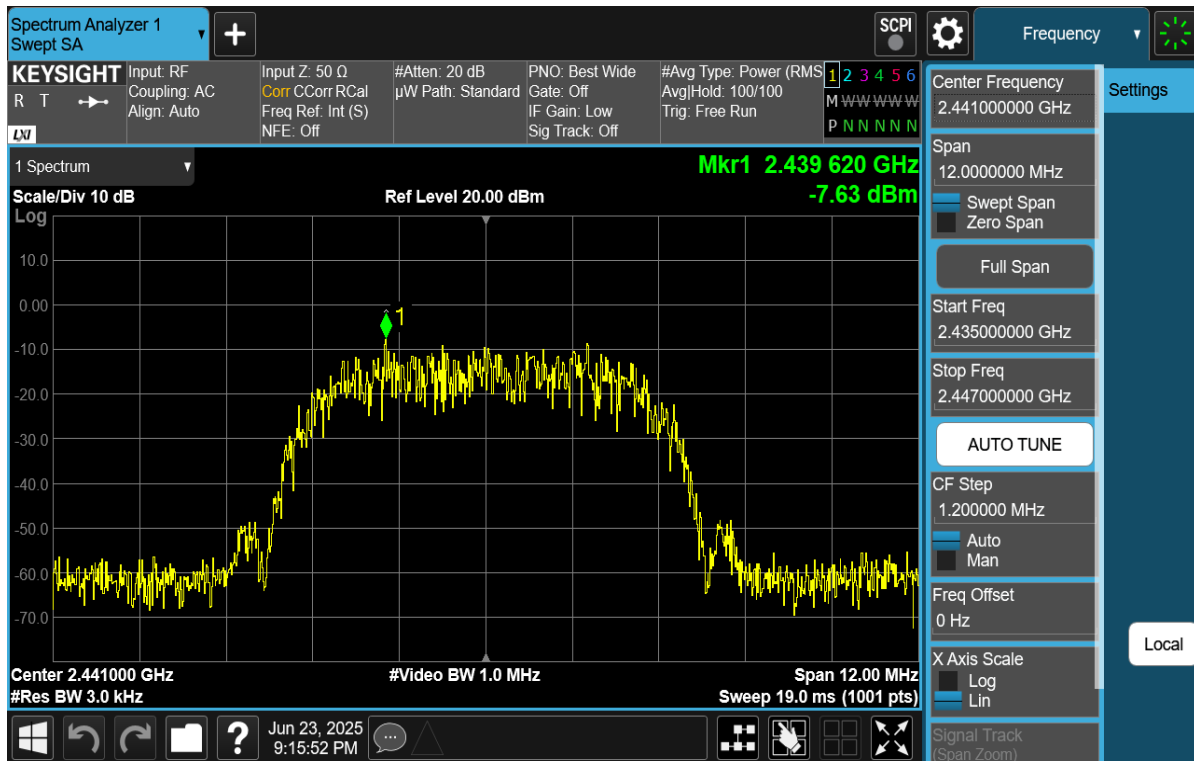 Spectrum Analyzer 1
Swept SA
+
SCPI
Frequency
KEYSIGHT
R T
LXI
Input: RF
Coupling: AC
Align: Auto
Input Z: 50 Ω
Corr CCorr RCal
Freq Ref: Int (S)
NFE: Off
#Atten: 20 dB
µW Path: Standard
PNO: Best Wide
Gate: Off
IF Gain: Low
Sig Track: Off
#Avg Type: Power (RMS
Avg|Hold: 100/100
Trig: Free Run
1 2 3 4 5 6
M W W W W W
P N N N N N
1 Spectrum
Mkr1 2.439 620 GHz
Scale/Div 10 dB
Ref Level 20.00 dBm
-7.63 dBm
Log
10.0
0.00
-10.0
-20.0
-30.0
-40.0
-50.0
-60.0
-70.0
1
Center 2.441000 GHz
#Video BW 1.0 MHz
Span 12.00 MHz
#Res BW 3.0 kHz
Sweep 19.0 ms (1001 pts)
?
Jun 23, 2025
9:15:52 PM
Center Frequency
2.441000000 GHz
Settings
Span
12.0000000 MHz
Swept Span
Zero Span
Full Span
Start Freq
2.435000000 GHz
Stop Freq
2.447000000 GHz
AUTO TUNE
CF Step
1.200000 MHz
Auto
Man
Freq Offset
0 Hz
Local
X Axis Scale
Log
Lin
Signal Track
(Span Zoom)